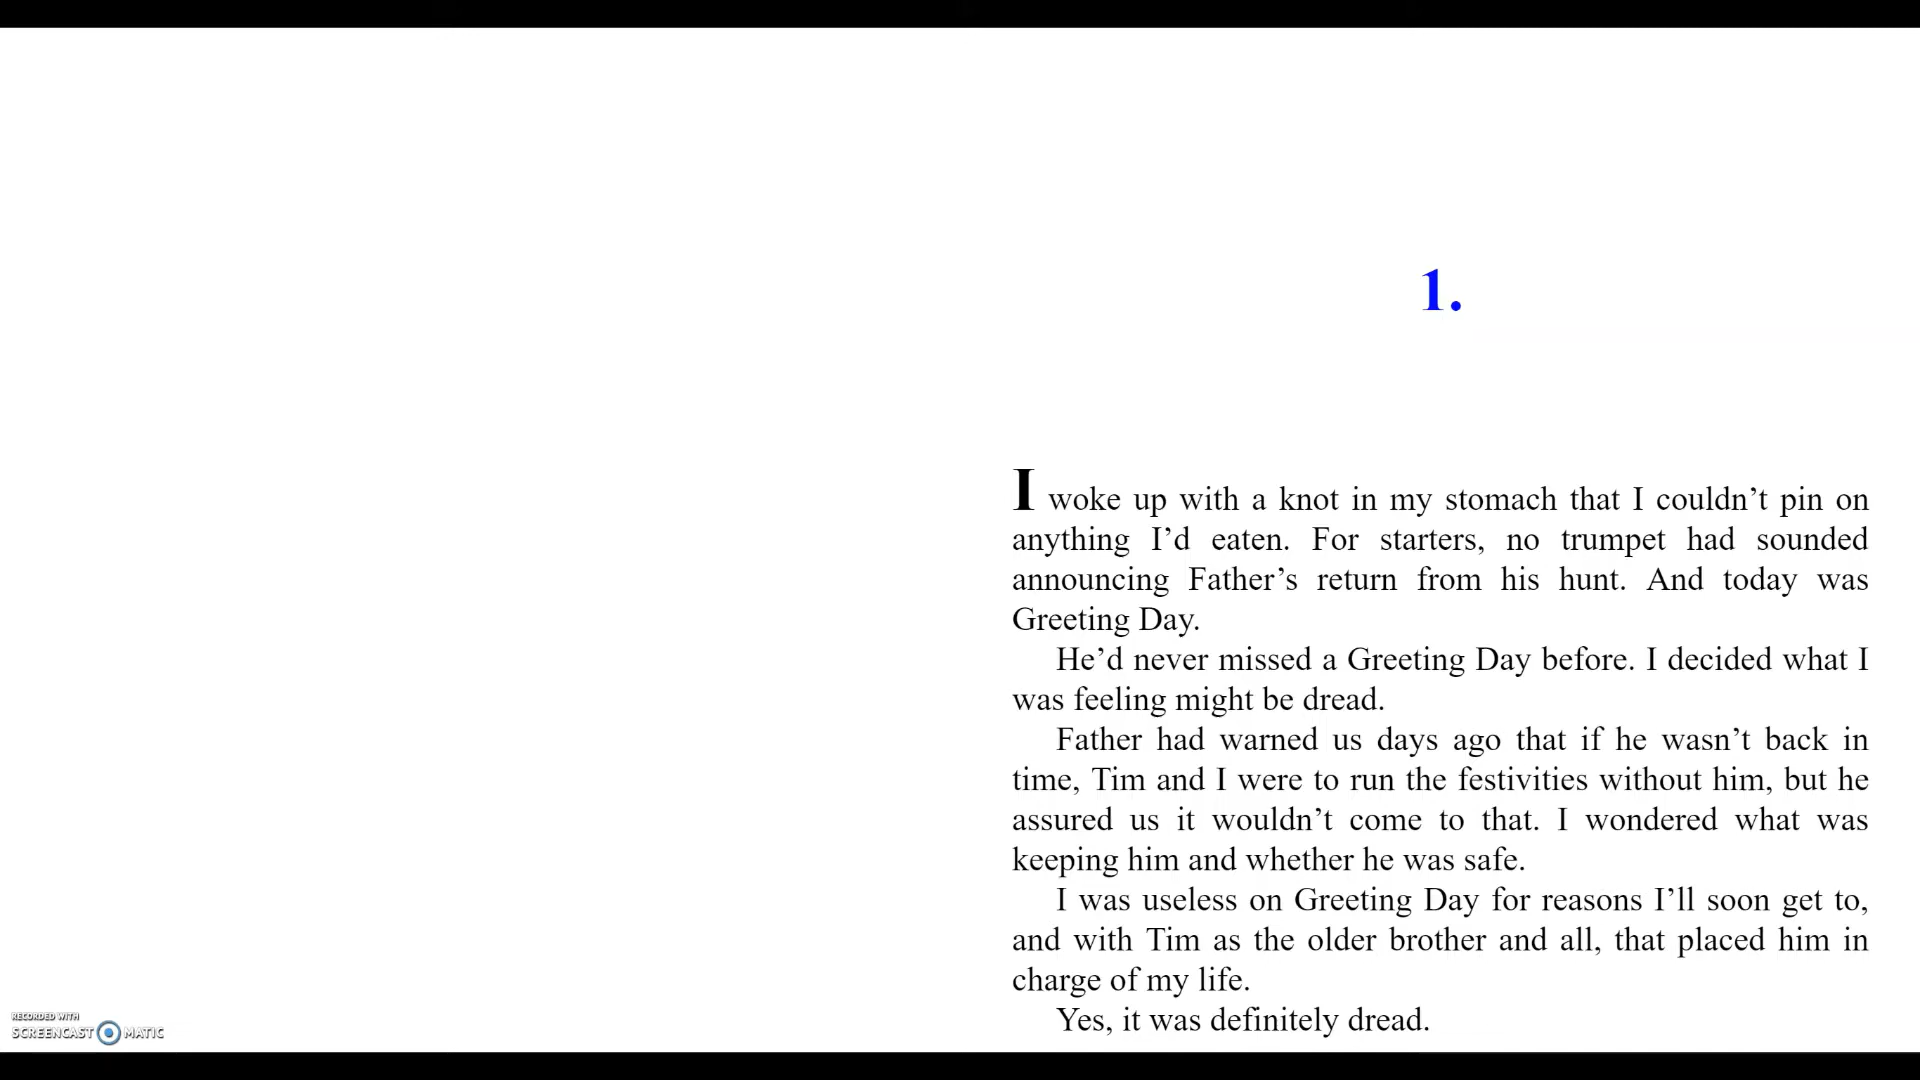 1.
I woke up with a knot in my stomach that I couldn’t pin on
anything I’d eaten. For starters, no trumpet had sounded
announcing Father’s return from his hunt. And today was
Greeting Day.
He’d never missed a Greeting Day before. I decided what I
was feeling might be dread.
Father had warned us days ago that if he wasn’t back in
time, Tim and I were to run the festivities without him, but he
assured us it wouldn’t come to that. I wondered what was
keeping him and whether he was safe.
I was useless on Greeting Day for reasons I’ll soon get to,
and with Tim as the older brother and all, that placed him in
charge of my life.
Yes, it was definitely dread.
RECORDED WITH
SCREENCAST MATIC